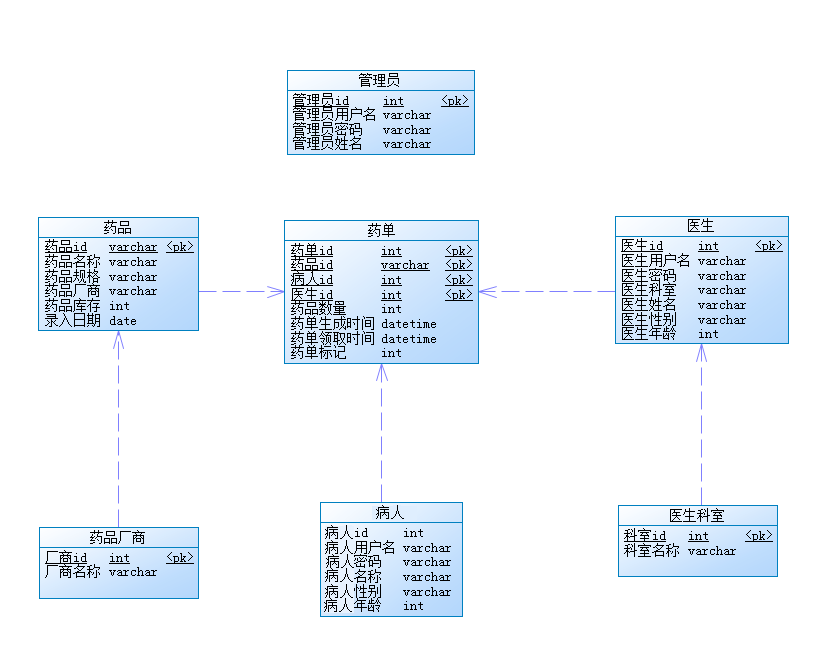 管理员
管理员id int <pk>
管理员用户名 varchar
管理员密码 varchar
管理员姓名 varchar
药品
药品id varchar <pk>
药品名称 varchar
药品规格 varchar
药品厂商 varchar
药品库存 int
录入日期 date
药单
药单id int <pk>
药品id varchar <pk>
病人id int <pk>
医生id int <pk>
药品数量 int
药单生成时间 datetime
药单领取时间 datetime
药单标记 int
医生
医生id int <pk>
医生用户名 varchar
医生密码 varchar
医生科室 varchar
医生姓名 varchar
医生性别 varchar
医生年龄 int
药品厂商
厂商id int <pk>
厂商名称 varchar
病人
病人id int
病人用户名 varchar
病人密码 varchar
病人名称 varchar
病人性别 varchar
病人年龄 int
医生科室
科室id int <pk>
科室名称 varchar